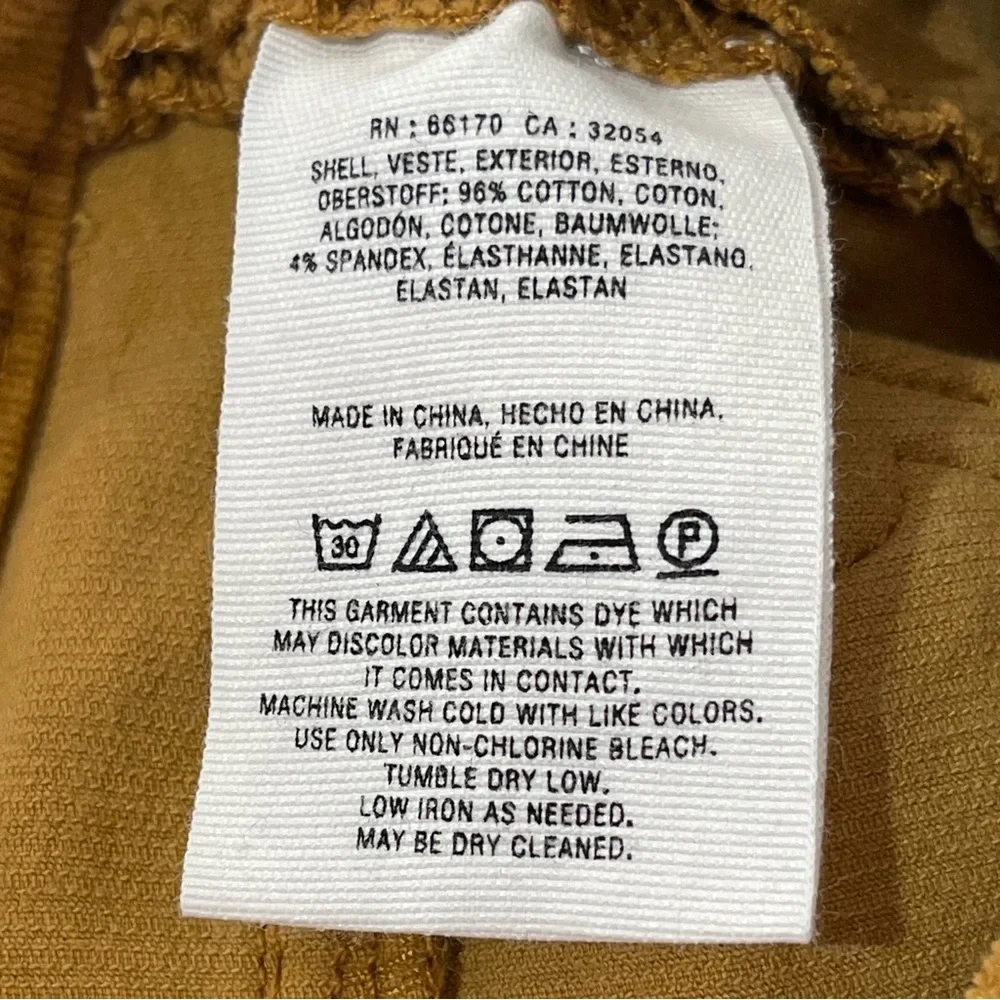 RN : 66170 CA : 32054
SHELL, VESTE, EXTERIOR, ESTERNO,
OBERSTOFF: 96% COTTON, COTON,
ALGODÓN, COTONE, BAUMWOLLE;
4% SPANDEX, ÉLASTHANNE, ELASTANO,
ELASTAN, ELASTAN
MADE IN CHINA, HECHO EN CHINA,
FABRIQUÉ EN CHINE
30 P
THIS GARMENT CONTAINS DYE WHICH
MAY DISCOLOR MATERIALS WITH WHICH
IT COMES IN CONTACT.
MACHINE WASH COLD WITH LIKE COLORS.
USE ONLY NON-CHLORINE BLEACH.
TUMBLE DRY LOW.
LOW IRON AS NEEDED.
MAY BE DRY CLEANED.